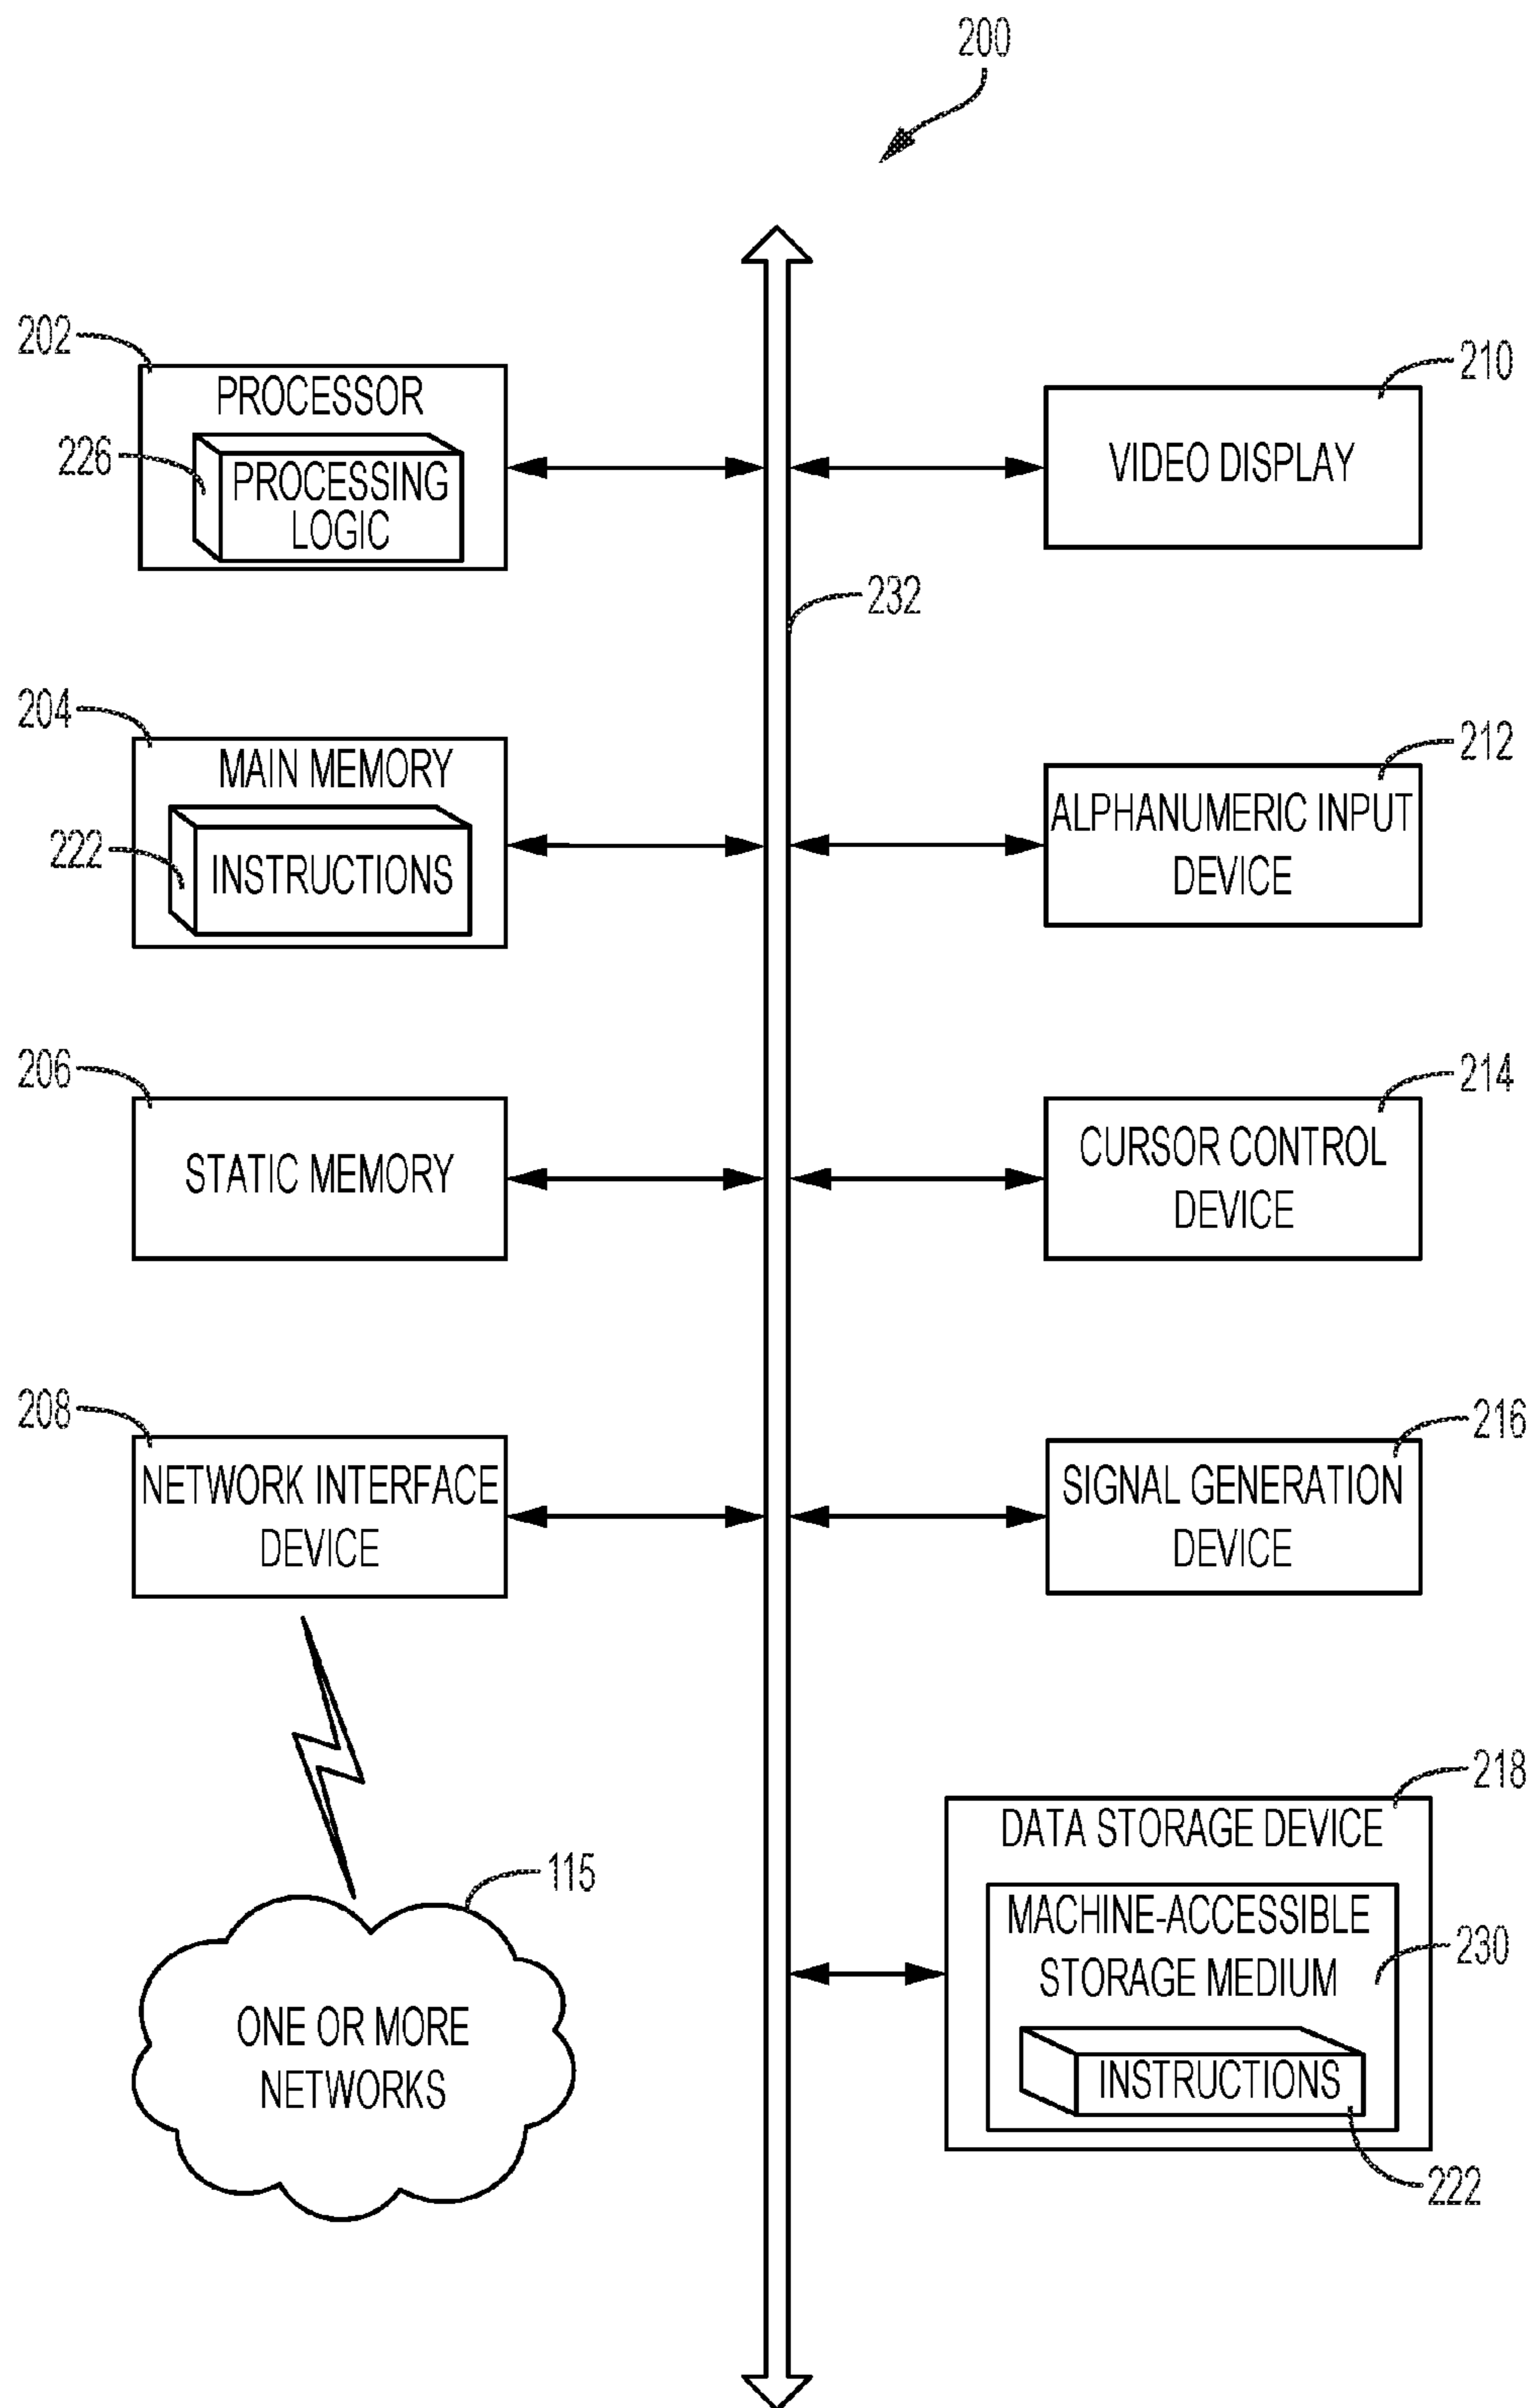 200
202
PROCESSOR
226
PROCESSING
LOGIC
210
VIDEO DISPLAY
232
204
MAIN MEMORY
222
INSTRUCTIONS
212
ALPHANUMERIC INPUT
DEVICE
206
STATIC MEMORY
214
CURSOR CONTROL
DEVICE
208
NETWORK INTERFACE
DEVICE
216
SIGNAL GENERATION
DEVICE
115
ONE OR MORE
NETWORKS
218
DATA STORAGE DEVICE
MACHINE-ACCESSIBLE
STORAGE MEDIUM
230
INSTRUCTIONS
222